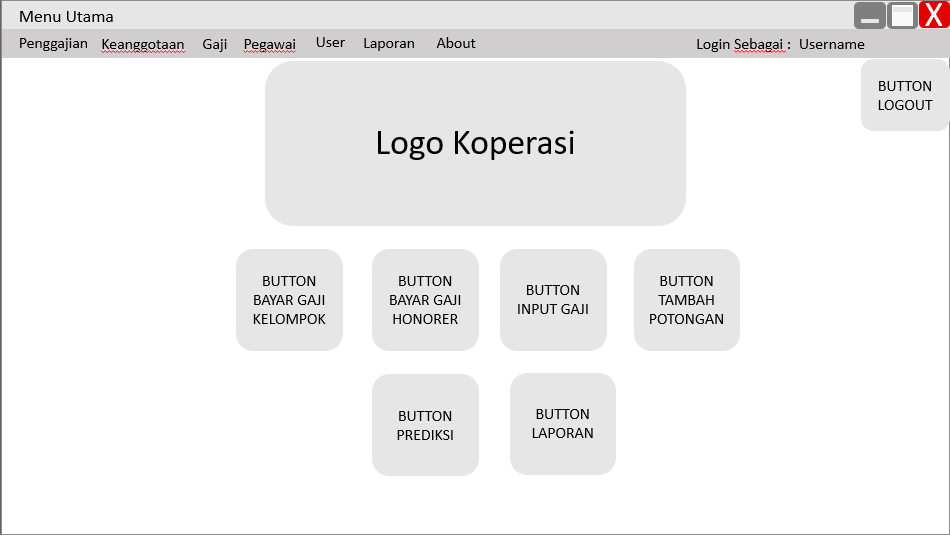 Menu Utama
X
Penggajian Keanggotaan Gaji Pegawai User Laporan About Login Sebagai : Username
BUTTON
LOGOUT
Logo Koperasi
BUTTON
BAYAR GAJI
KELOMPOK
BUTTON
BAYAR GAJI
HONORER
BUTTON
INPUT GAJI
BUTTON
TAMBAH
POTONGAN
BUTTON
PREDIKSI
BUTTON
LAPORAN